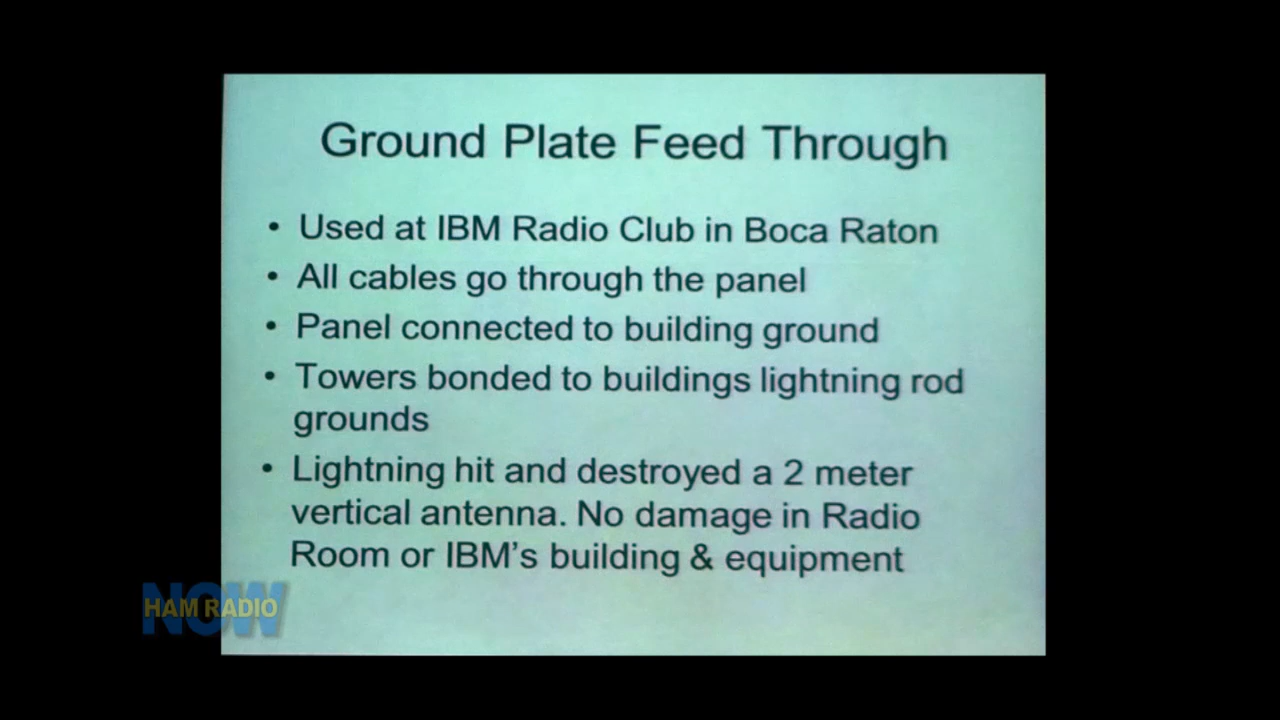 Ground Plate Feed Through
• Used at IBM Radio Club in Boca Raton
• All cables go through the panel
• Panel connected to building ground
• Towers bonded to buildings lightning rod
grounds
• Lightning hit and destroyed a 2 meter
vertical antenna. No damage in Radio
Room or IBM's building & equipment
HAM RADIO
NOW